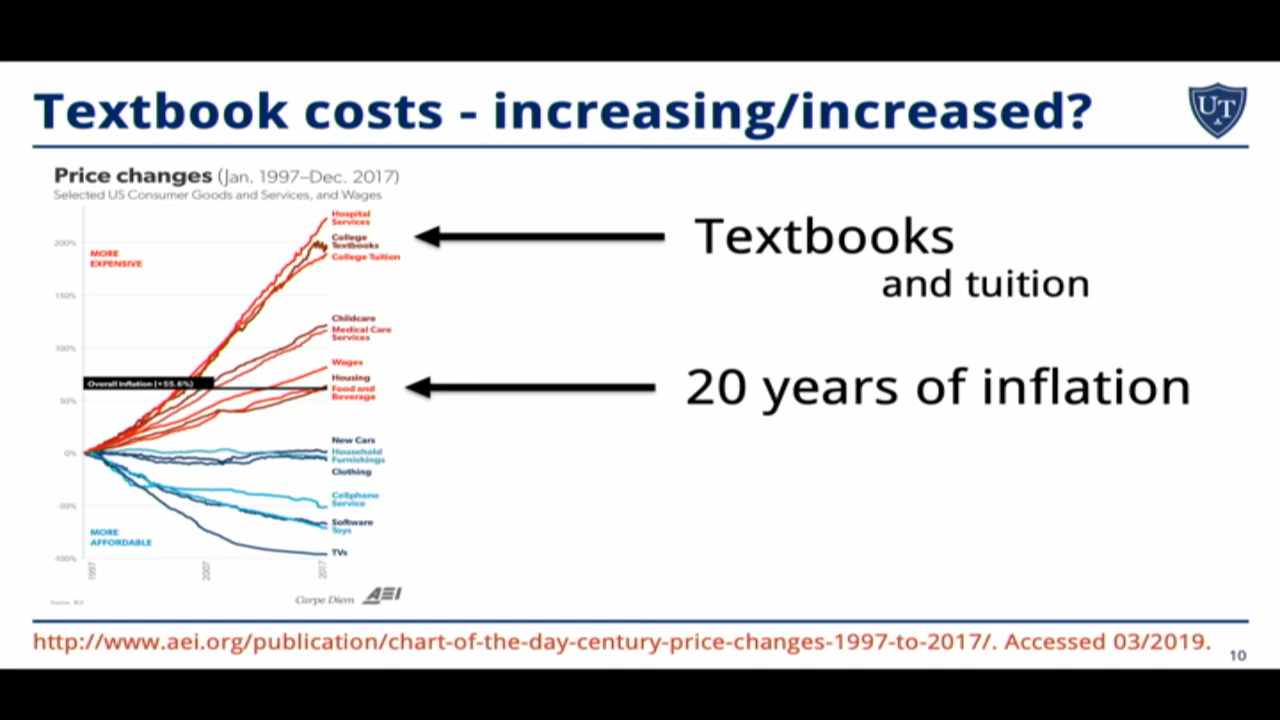 Textbook costs - increasing/increased?
UT
Price changes (Jan. 1997–Dec. 2017)
Selected US Consumer Goods and Services, and Wages
200%
150%
100%
50%
0%
-50%
-100%
MORE
EXPENSIVE
Overall inflation (+55.6%)
MORE
AFFORDABLE
Hospital
Services
College
Textbooks
College Tuition
Childcare
Medical Care
Services
Wages
Housing
Food and
Beverage
New Cars
Household
Furnishings
Clothing
Cellphone
Service
Software
Toys
TVs
1997
2007
2017
Source: BLS
Carpe Diem AEI
Textbooks
and tuition
20 years of inflation
http://www.aei.org/publication/chart-of-the-day-century-price-changes-1997-to-2017/. Accessed 03/2019.
10